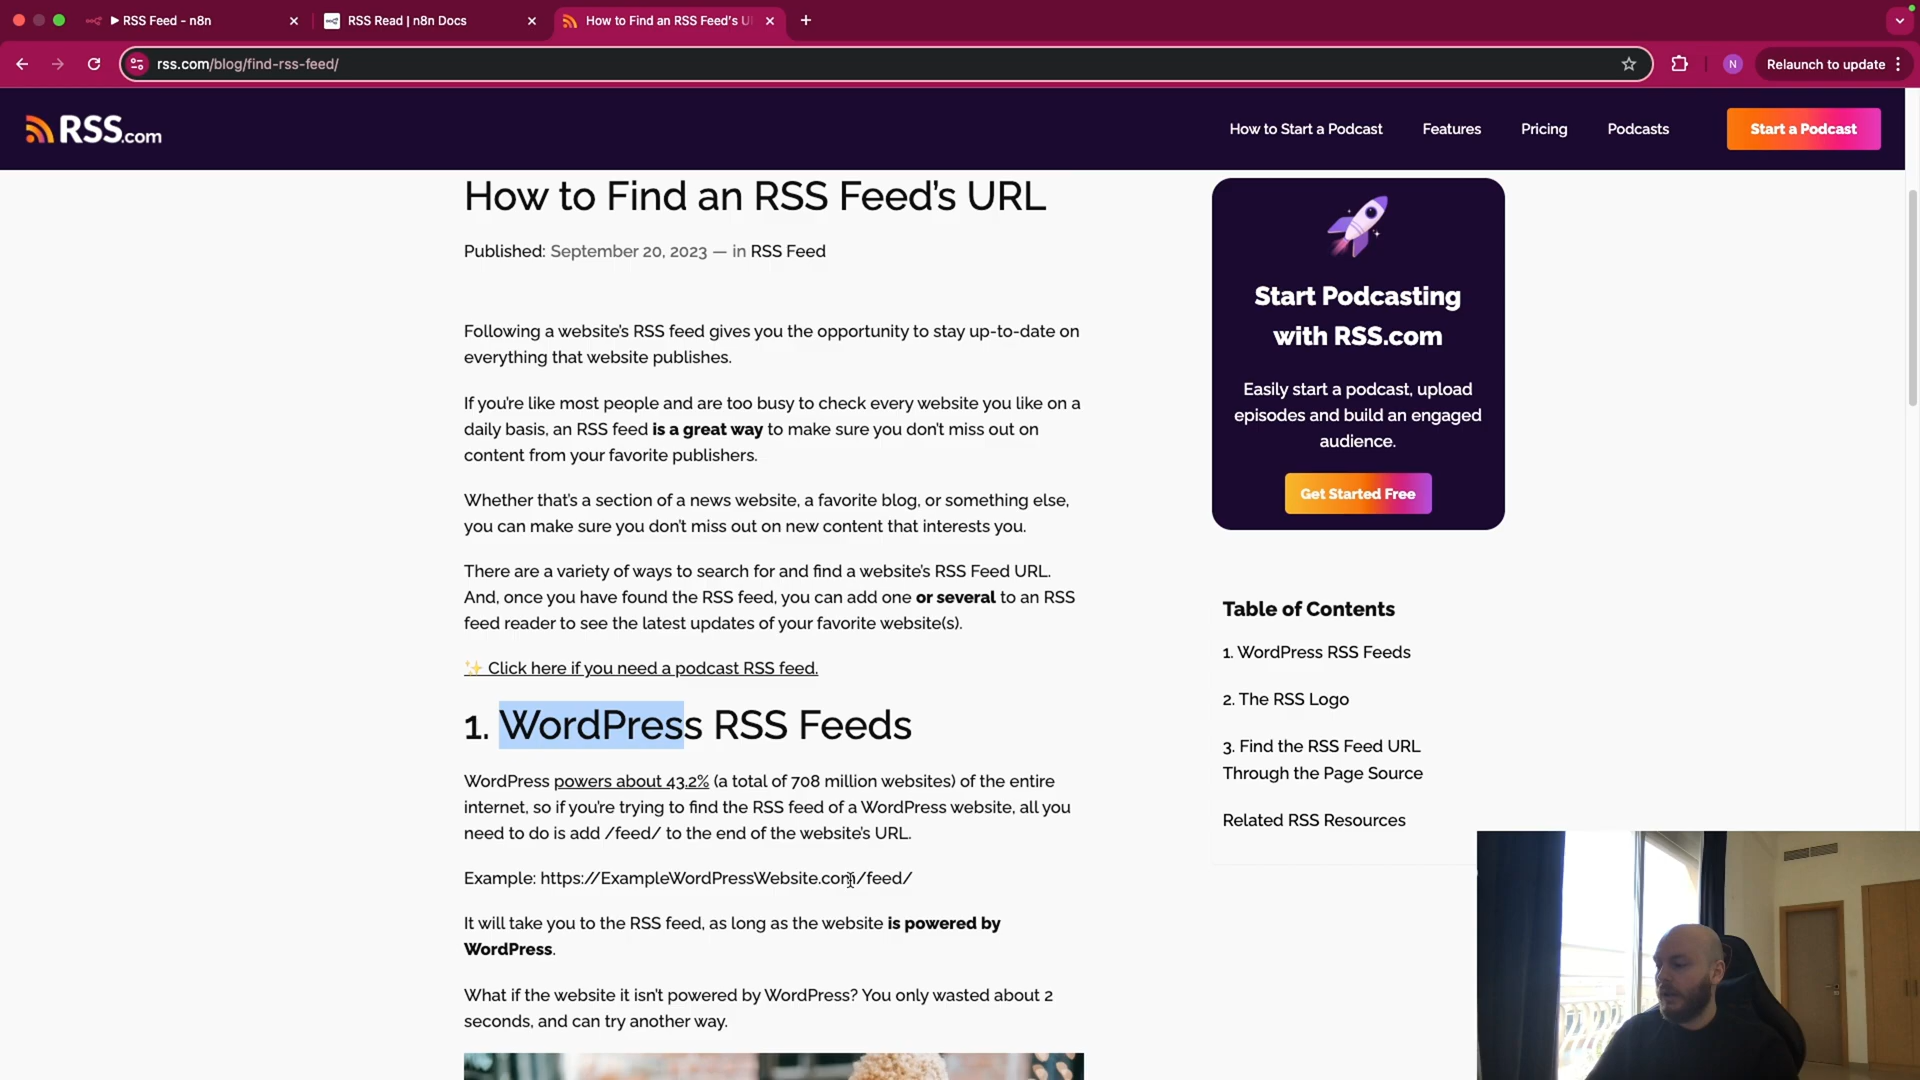 RSS Feed - n8n
RSS Read | n8n Docs
How to Find an RSS Feed's U
rss.com/blog/find-rss-feed/
N
Relaunch to update
RSS.com
How to Start a Podcast
Features
Pricing
Podcasts
Start a Podcast
How to Find an RSS Feed's URL
Published: September 20, 2023 — in RSS Feed
Following a website's RSS feed gives you the opportunity to stay up-to-date on
everything that website publishes.
If you're like most people and are too busy to check every website you like on a
daily basis, an RSS feed is a great way to make sure you don't miss out on
content from your favorite publishers.
Whether that's a section of a news website, a favorite blog, or something else,
you can make sure you don't miss out on new content that interests you.
There are a variety of ways to search for and find a website's RSS Feed URL.
And, once you have found the RSS feed, you can add one or several to an RSS
feed reader to see the latest updates of your favorite website(s).
✨ Click here if you need a podcast RSS feed.
1. WordPress RSS Feeds
WordPress powers about 43.2% (a total of 708 million websites) of the entire
internet, so if you're trying to find the RSS feed of a WordPress website, all you
need to do is add /feed/ to the end of the website's URL.
Example: https://ExampleWordPressWebsite.com/feed/
It will take you to the RSS feed, as long as the website is powered by
WordPress.
What if the website it isn't powered by WordPress? You only wasted about 2
seconds, and can try another way.
Start Podcasting
with RSS.com
Easily start a podcast, upload
episodes and build an engaged
audience.
Get Started Free
Table of Contents
1. WordPress RSS Feeds
2. The RSS Logo
3. Find the RSS Feed URL
Through the Page Source
Related RSS Resources